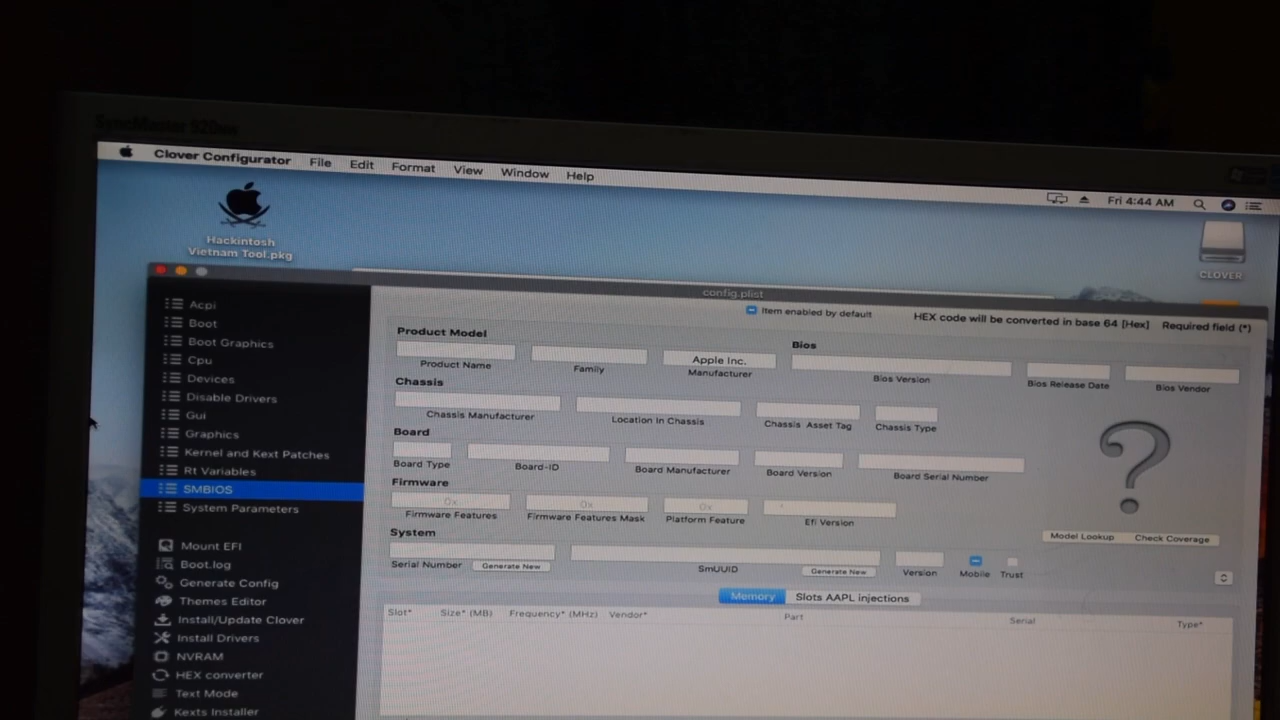 SyncMaster 920nw
Clover Configurator File Edit Format View Window Help
Fri 4:44 AM
Hackintosh
Vietnam Tool.pkg
CLOVER
config.plist
Item enabled by default
HEX code will be converted in base 64 [Hex] Required field (*)
Acpi
Boot
Boot Graphics
Cpu
Devices
Disable Drivers
Gui
Graphics
Kernel and Kext Patches
Rt Variables
SMBIOS
System Parameters
Mount EFI
Boot.log
Generate Config
Themes Editor
Install/Update Clover
Install Drivers
NVRAM
HEX converter
Text Mode
Kexts Installer
Product Model
Apple Inc.
Product Name Family Manufacturer
Bios
Bios Version Bios Release Date Bios Vendor
Chassis
Chassis Manufacturer Location In Chassis Chassis Asset Tag Chassis Type
Board
Board Type Board-ID Board Manufacturer Board Version Board Serial Number
Firmware
0x 0x 0x *
Firmware Features Firmware Features Mask Platform Feature Efi Version
?
Model Lookup Check Coverage
System
Serial Number Generate New SmUUID Generate New Version Mobile Trust
Memory Slots AAPL injections
Slot* Size* (MB) Frequency* (MHz) Vendor* Part Serial Type*